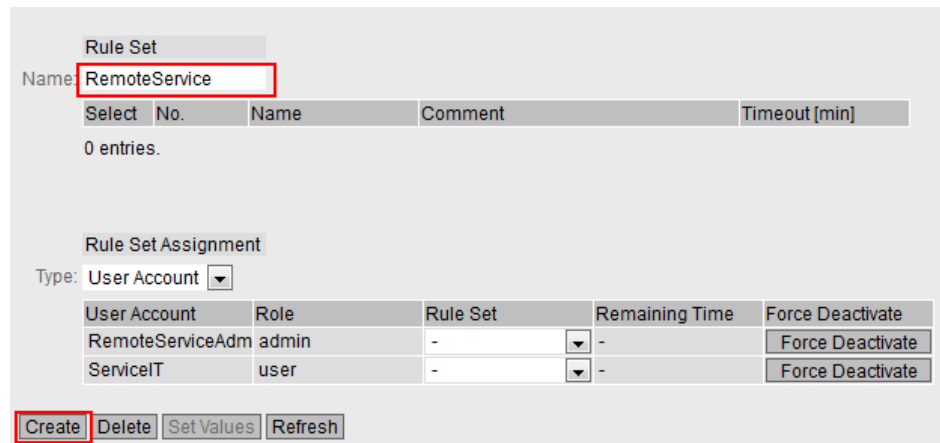 Rule Set
Name: RemoteService
Select No. Name Comment Timeout [min]
0 entries.
Rule Set Assignment
Type: User Account
User Account Role Rule Set Remaining Time Force Deactivate
RemoteServiceAdm admin - - Force Deactivate
ServiceIT user - - Force Deactivate
Create Delete Set Values Refresh